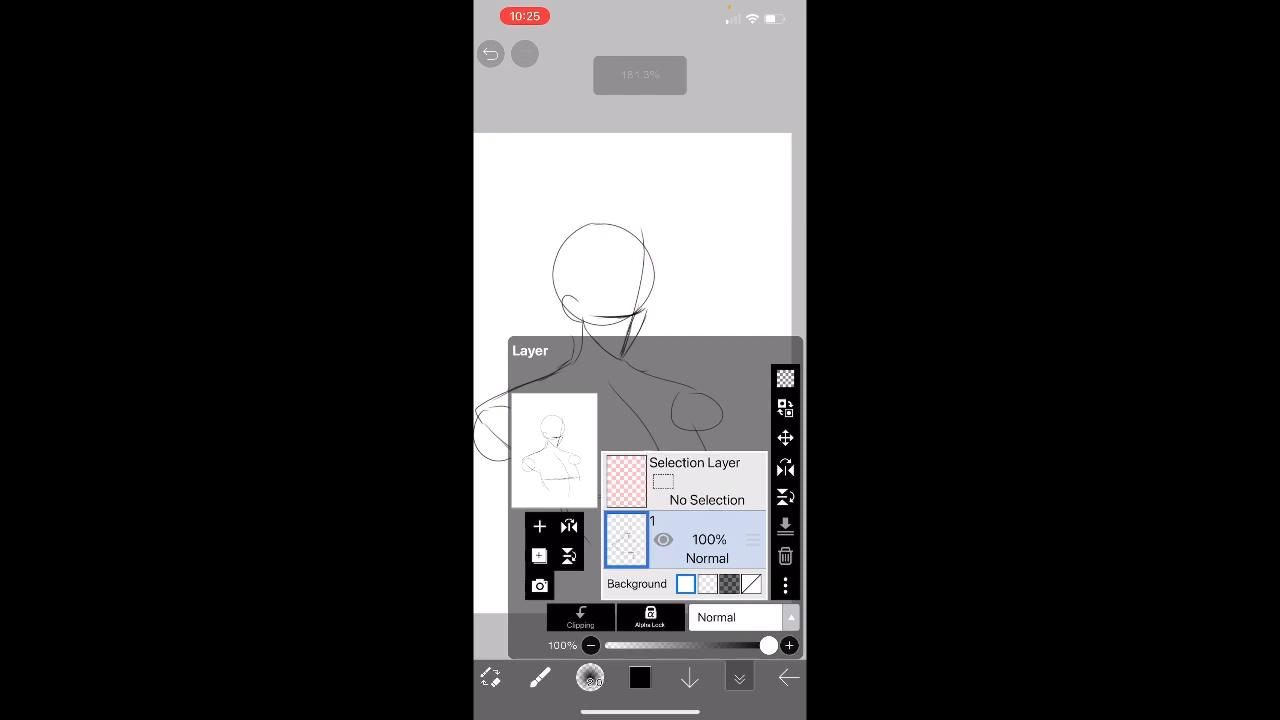 10:25
181.3%
Layer
Selection Layer
No Selection
1
100%
Normal
Background
Clipping
Alpha Lock
Normal
100%